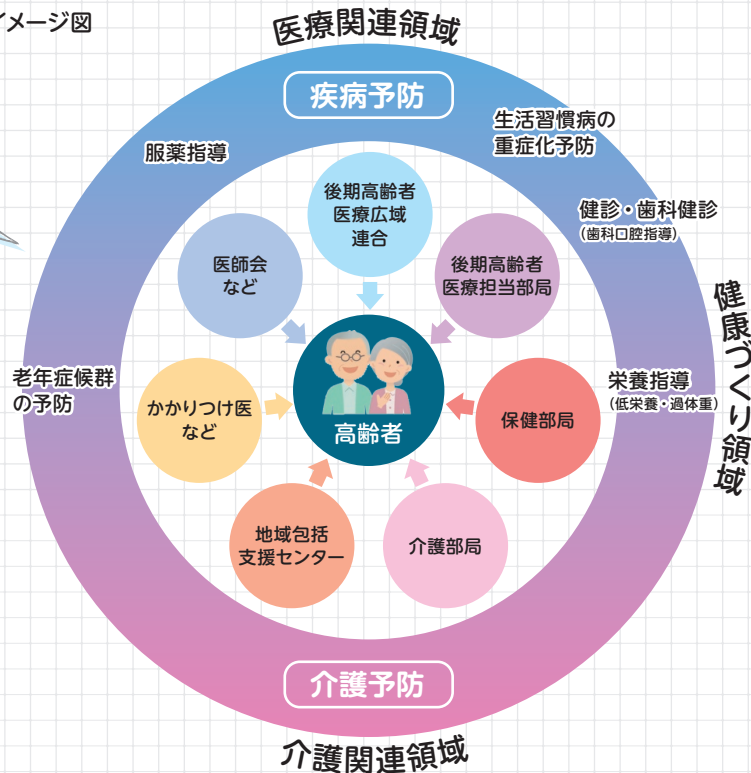 イメージ図
医療関連領域
疾病予防
生活習慣病の
重症化予防
服薬指導
健診・歯科健診
(歯科口腔指導)
後期高齢者
医療広域
連合
医師会
など
後期高齢者
医療担当部局
健康づくり領域
老年症候群
の予防
かかりつけ医
など
高齢者
保健部局
栄養指導
(低栄養・過体重)
地域包括
支援センター
介護部局
介護予防
介護関連領域